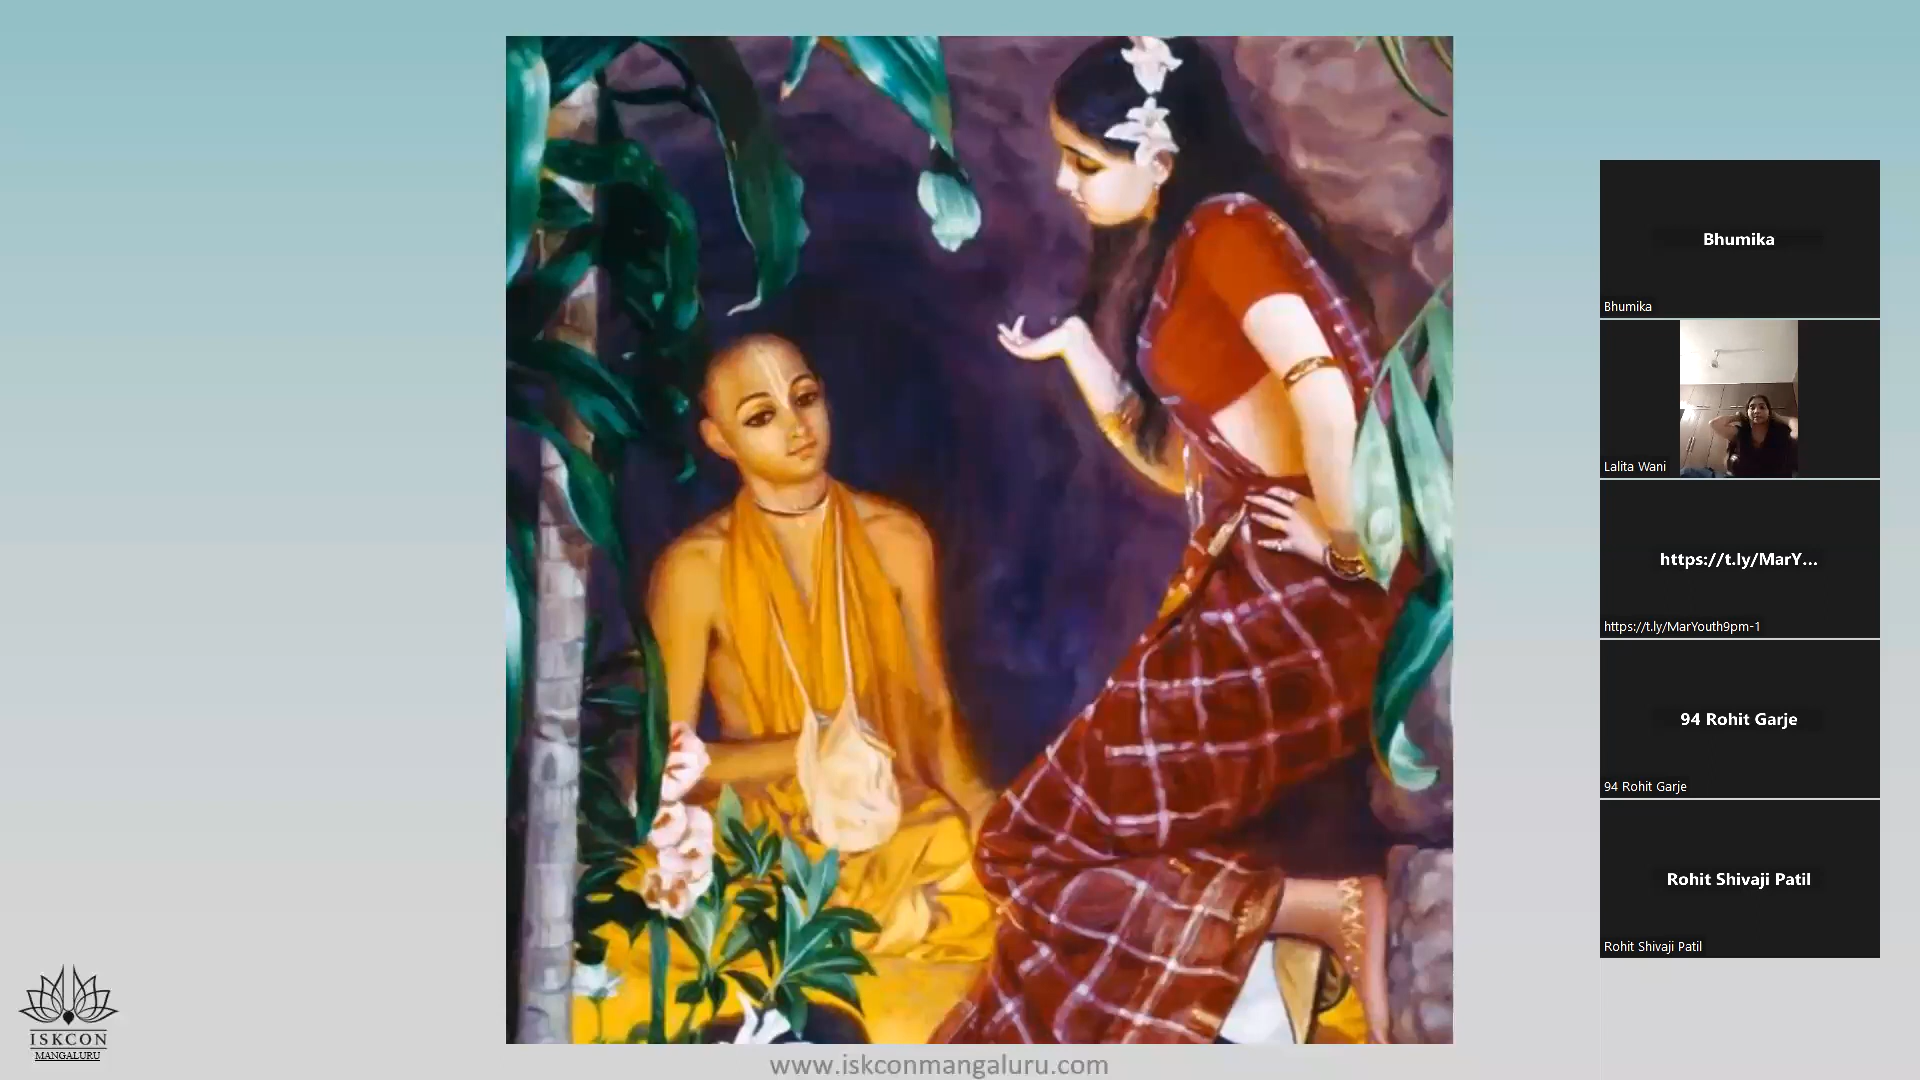 Bhumika
Bhumika
Lalita Wani
https://t.ly/MarY...
https://t.ly/MarYouth9pm-1
94 Rohit Garje
94 Rohit Garje
Rohit Shivaji Patil
Rohit Shivaji Patil
ISKCON
MANGALURU
www.iskconmangaluru.com